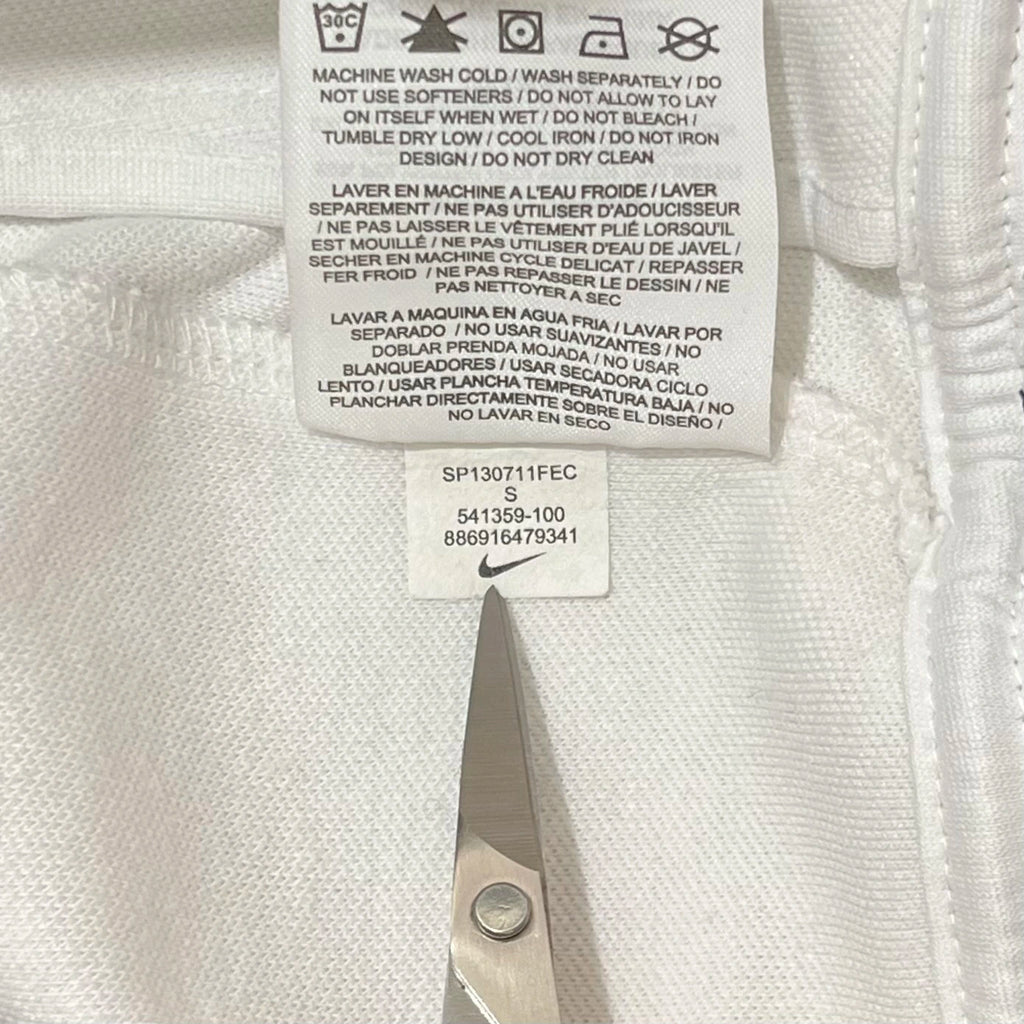 30C
MACHINE WASH COLD / WASH SEPARATELY / DO
NOT USE SOFTENERS / DO NOT ALLOW TO LAY
ON ITSELF WHEN WET / DO NOT BLEACH /
TUMBLE DRY LOW / COOL IRON / DO NOT IRON
DESIGN / DO NOT DRY CLEAN
LAVER EN MACHINE A L'EAU FROIDE / LAVER
SEPAREMENT / NE PAS UTILISER D'ADOUCISSEUR
/ NE PAS LAISSER LE VÊTEMENT PLIÉ LORSQU'IL
EST MOUILLÉ / NE PAS UTILISER D'EAU DE JAVEL /
SECHER EN MACHINE CYCLE DELICAT / REPASSER
FER FROID / NE PAS REPASSER LE DESSIN / NE
PAS NETTOYER A SEC
LAVAR A MAQUINA EN AGUA FRIA / LAVAR POR
SEPARADO / NO USAR SUAVIZANTES / NO
DOBLAR PRENDA MOJADA / NO USAR
BLANQUEADORES / USAR SECADORA CICLO
LENTO / USAR PLANCHA TEMPERATURA BAJA / NO
PLANCHAR DIRECTAMENTE SOBRE EL DISEÑO /
NO LAVAR EN SECO
SP130711FEC
S
541359-100
886916479341